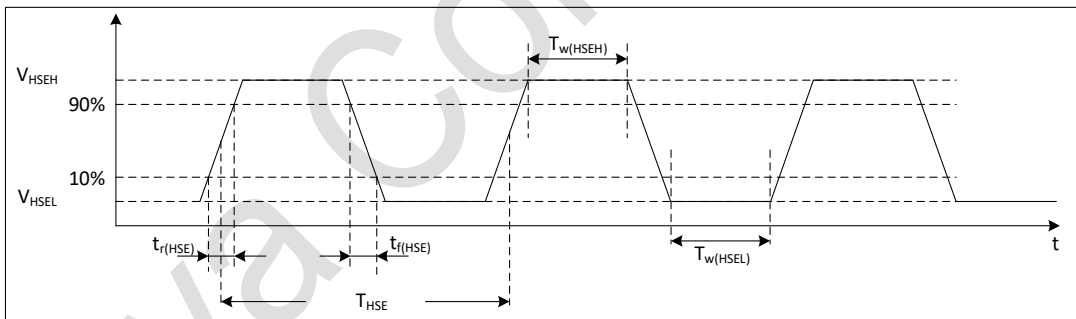 T_w(HSEH)
V_HSEH
90%
10%
V_HSEL
t_r(HSE)
t_f(HSE)
T_w(HSEL)
t
T_HSE